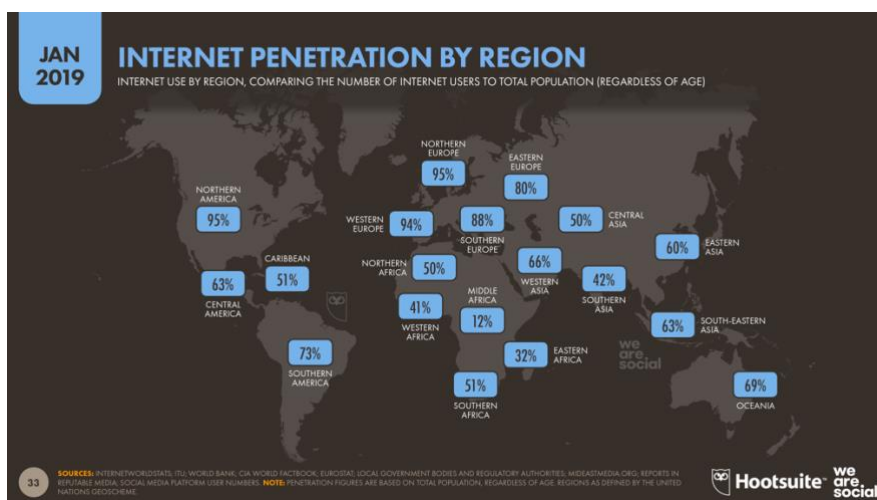 JAN
2019
INTERNET PENETRATION BY REGION
INTERNET USE BY REGION, COMPARING THE NUMBER OF INTERNET USERS TO TOTAL POPULATION (REGARDLESS OF AGE)
NORTHERN
AMERICA
95%
NORTHERN
EUROPE
95%
EASTERN
EUROPE
80%
WESTERN
EUROPE
94%
88%
SOUTHERN
EUROPE
50%
CENTRAL
ASIA
60%
EASTERN
ASIA
63%
CENTRAL
AMERICA
CARIBBEAN
51%
NORTHERN
AFRICA
50%
66%
WESTERN
ASIA
42%
SOUTHERN
ASIA
41%
WESTERN
AFRICA
MIDDLE
AFRICA
12%
63%
SOUTH-EASTERN
ASIA
73%
SOUTHERN
AMERICA
32%
EASTERN
AFRICA
we
are
social
51%
SOUTHERN
AFRICA
69%
OCEANIA
33
SOURCES: INTERNETWORLDSTATS; ITU; WORLD BANK; CIA WORLD FACTBOOK; EUROSTAT; LOCAL GOVERNMENT BODIES AND REGULATORY AUTHORITIES; MIDEASTMEDIA.ORG; REPORTS IN
REPUTABLE MEDIA; SOCIAL MEDIA PLATFORM USER NUMBERS. NOTE: PENETRATION FIGURES ARE BASED ON TOTAL POPULATION, REGARDLESS OF AGE. REGIONS AS DEFINED BY THE UNITED
NATIONS GEOSCHEME.
Hootsuite™
we
are
social